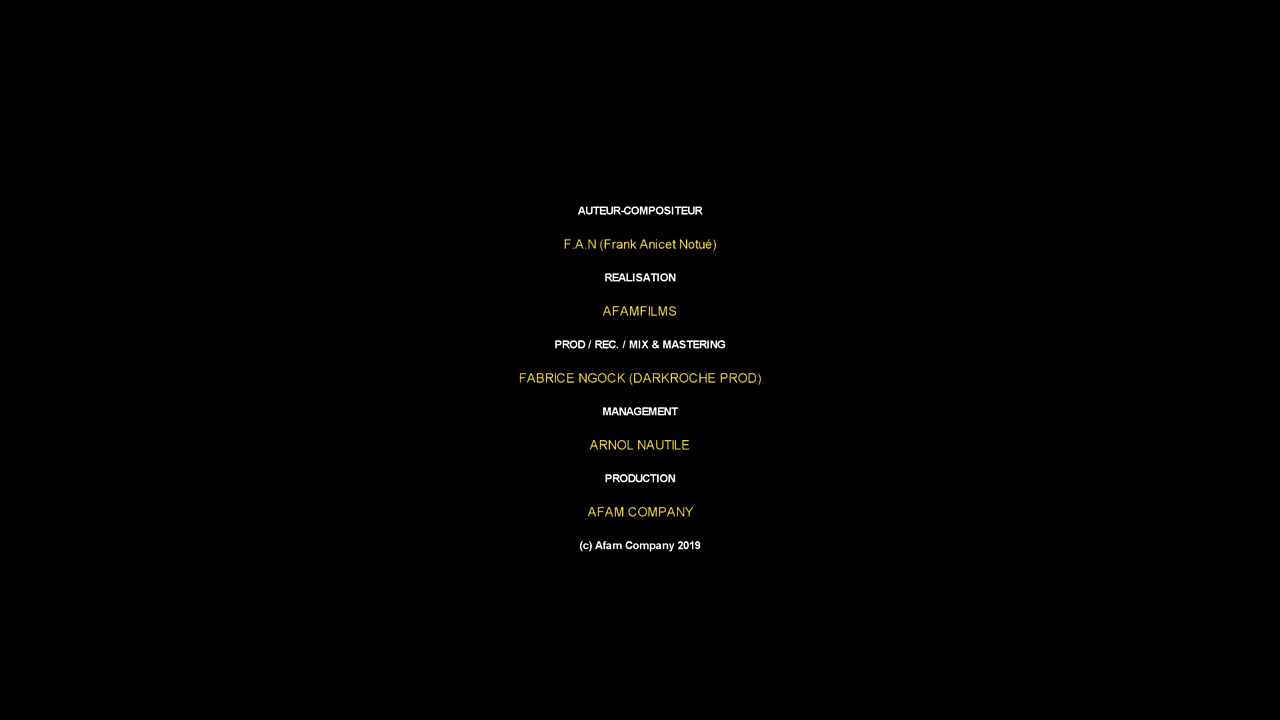 AUTEUR-COMPOSITEUR
F.A.N (Frank Anicet Notué)
REALISATION
AFAMFILMS
PROD / REC. / MIX & MASTERING
FABRICE NGOCK (DARKROCHE PROD)
MANAGEMENT
ARNOL NAUTILE
PRODUCTION
AFAM COMPANY
(c) Afam Company 2019